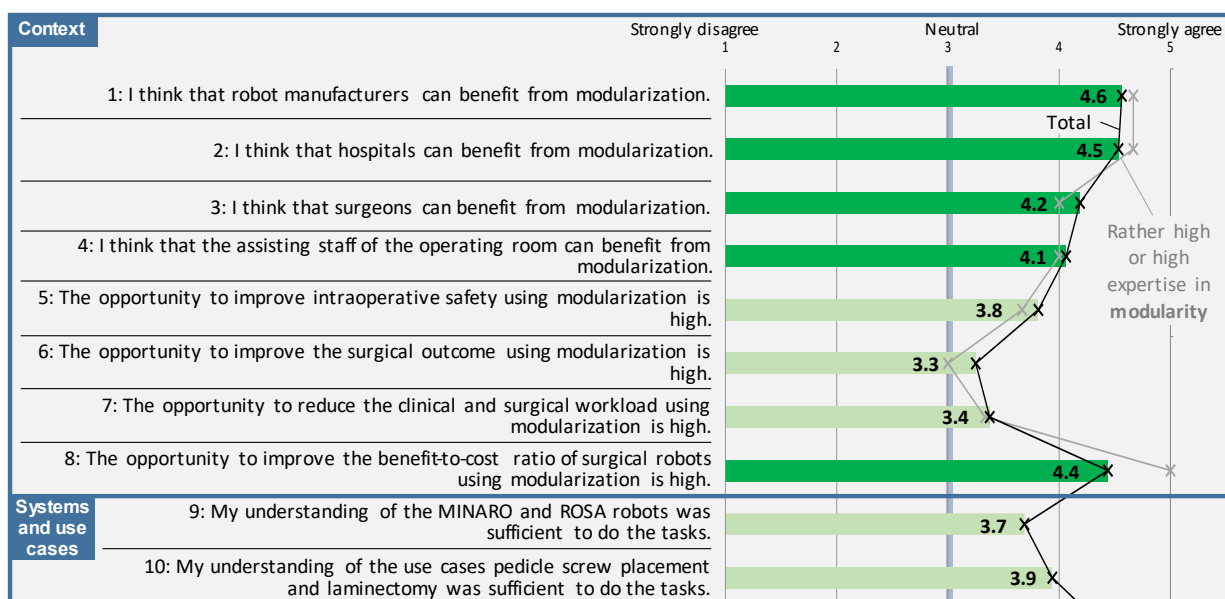 Context
Strongly disagree Neutral Strongly agree
1 2 3 4 5
1: I think that robot manufacturers can benefit from modularization.
4.6
Total
2: I think that hospitals can benefit from modularization.
4.5
3: I think that surgeons can benefit from modularization.
4.2
Rather high
or high
expertise in
modularity
4: I think that the assisting staff of the operating room can benefit from
modularization.
4.1
5: The opportunity to improve intraoperative safety using modularization is
high.
3.8
6: The opportunity to improve the surgical outcome using modularization is
high.
3.3
7: The opportunity to reduce the clinical and surgical workload using
modularization is high.
3.4
8: The opportunity to improve the benefit-to-cost ratio of surgical robots
using modularization is high.
4.4
Systems
and use
cases
9: My understanding of the MINARO and ROSA robots was
sufficient to do the tasks.
3.7
10: My understanding of the use cases pedicle screw placement
and laminectomy was sufficient to do the tasks.
3.9